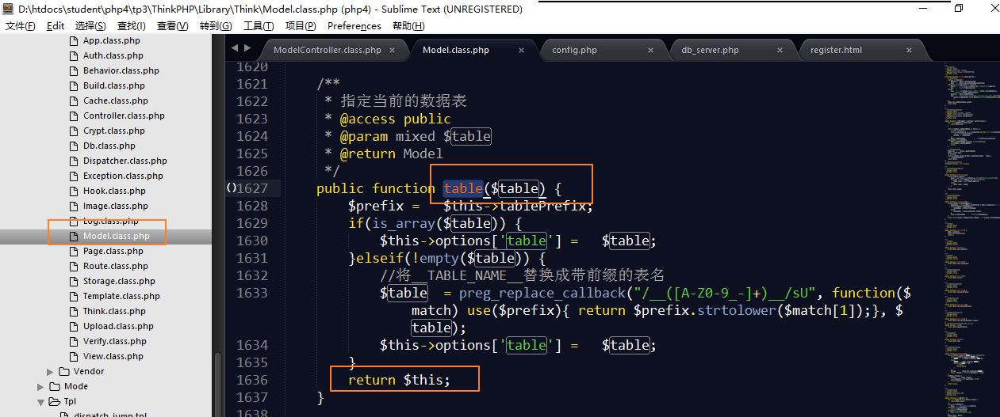 D:\htdocs\student\php4\tp3\ThinkPHP\Library\Think\Model.class.php (php4) - Sublime Text (UNREGISTERED)
文件(F) Edit 选择(S) 查找(I) 查看(V) 转到(G) 工具(T) 项目(P) Preferences 帮助(H)
App.class.php
Auth.class.php
Behavior.class.php
Build.class.php
Cache.class.php
Controller.class.php
Crypt.class.php
Db.class.php
Dispatcher.class.php
Exception.class.php
Hook.class.php
Image.class.php
Log.class.php
Model.class.php
Page.class.php
Route.class.php
Storage.class.php
Template.class.php
Think.class.php
Upload.class.php
Verify.class.php
View.class.php
Vendor
Mode
Tpl
dispatch_jump.tpl
ModelController.class.php × Model.class.php × config.php × db_server.php × register.html ×
1620
1621 /**
1622 * 指定当前的数据表
1623 * @access public
1624 * @param mixed $table
1625 * @return Model
1626 */
1627 public function table($table) {
1628 $prefix = $this->tablePrefix;
1629 if(is_array($table)) {
1630 $this->options['table'] = $table;
1631 }elseif(!empty($table)) {
1632 //将__TABLE_NAME__替换成带前缀的表名
1633 $table = preg_replace_callback("/__([A-Z0-9_-]+)__/sU", function($
match) use($prefix){ return $prefix.strtolower($match[1]);}, $
table);
1634 $this->options['table'] = $table;
1635 }
1636 return $this;
1637 }
1638